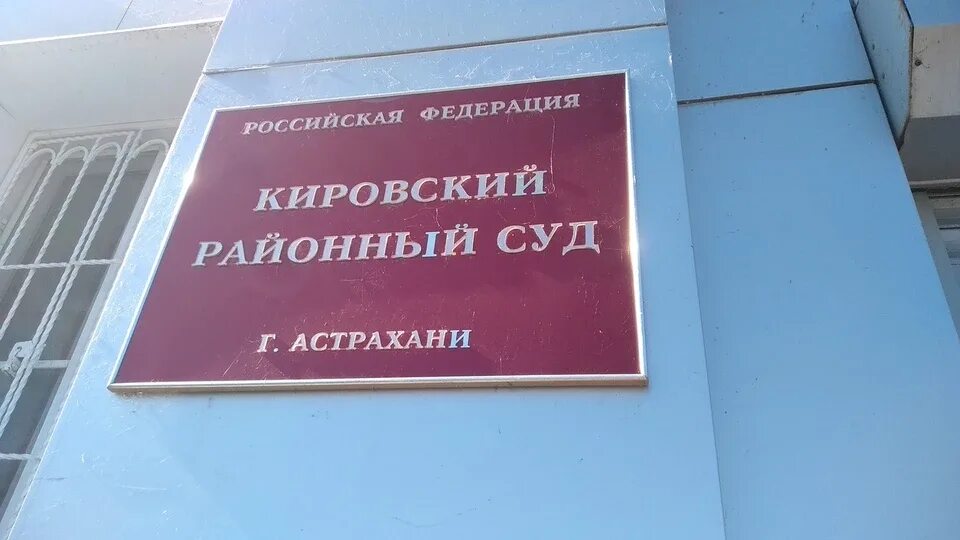 РОССИЙСКАЯ ФЕДЕРАЦИЯ
КИРОВСКИЙ
РАЙОННЫЙ СУД
Г. АСТРАХАНИ